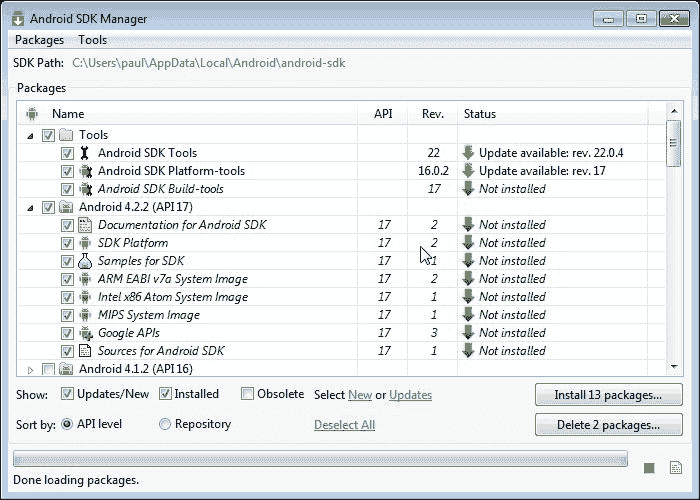 Android SDK Manager
Packages Tools
SDK Path: C:\Users\paul\AppData\Local\Android\android-sdk
Packages
Name API Rev. Status
Tools
Android SDK Tools 22 Update available: rev. 22.0.4
Android SDK Platform-tools 16.0.2 Update available: rev. 17
Android SDK Build-tools 17 Not installed
Android 4.2.2 (API 17)
Documentation for Android SDK 17 2 Not installed
SDK Platform 17 2 Not installed
Samples for SDK 17 1 Not installed
ARM EABI v7a System Image 17 2 Not installed
Intel x86 Atom System Image 17 1 Not installed
MIPS System Image 17 1 Not installed
Google APIs 17 3 Not installed
Sources for Android SDK 17 1 Not installed
Android 4.1.2 (API 16)
Show: Updates/New Installed Obsolete Select New or Updates Install 13 packages...
Sort by: API level Repository Deselect All Delete 2 packages...
Done loading packages.